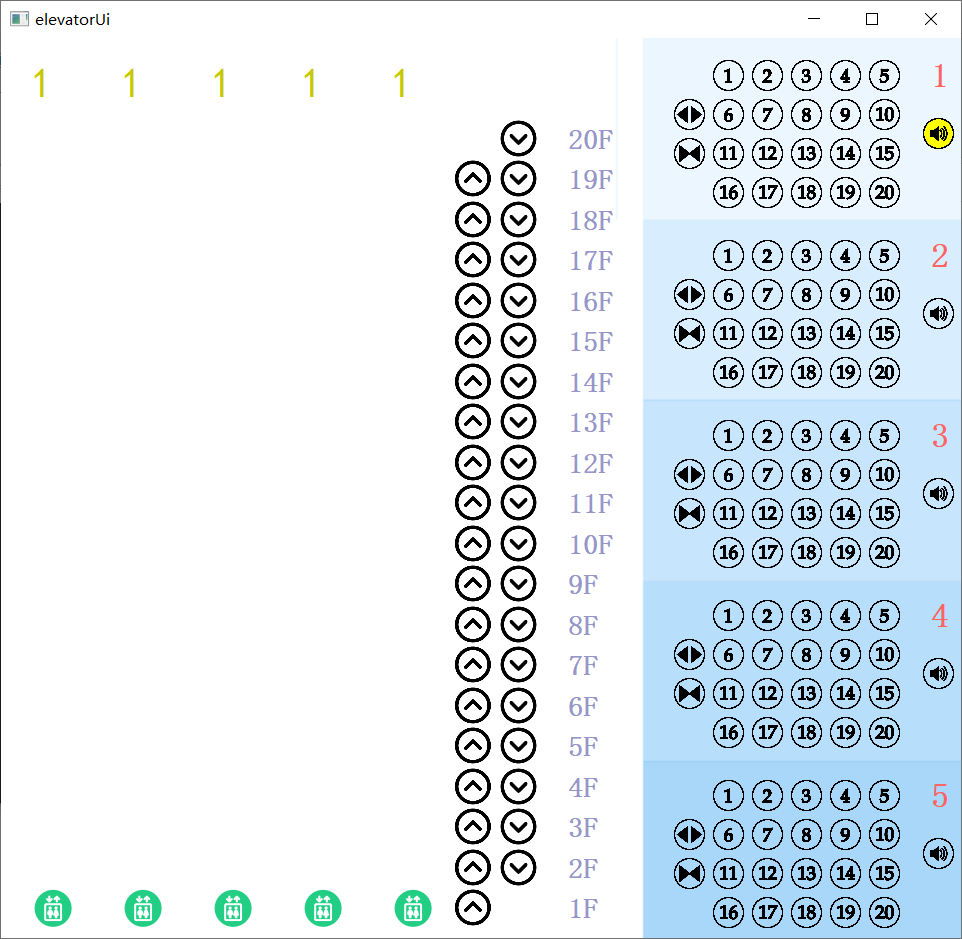 elevatorUi
1 1 1 1 1
20F
19F
18F
17F
16F
15F
14F
13F
12F
11F
10F
9F
8F
7F
6F
5F
4F
3F
2F
1F
1 2 3 4 5 1
6 7 8 9 10
11 12 13 14 15
16 17 18 19 20
1 2 3 4 5 2
6 7 8 9 10
11 12 13 14 15
16 17 18 19 20
1 2 3 4 5 3
6 7 8 9 10
11 12 13 14 15
16 17 18 19 20
1 2 3 4 5 4
6 7 8 9 10
11 12 13 14 15
16 17 18 19 20
1 2 3 4 5 5
6 7 8 9 10
11 12 13 14 15
16 17 18 19 20